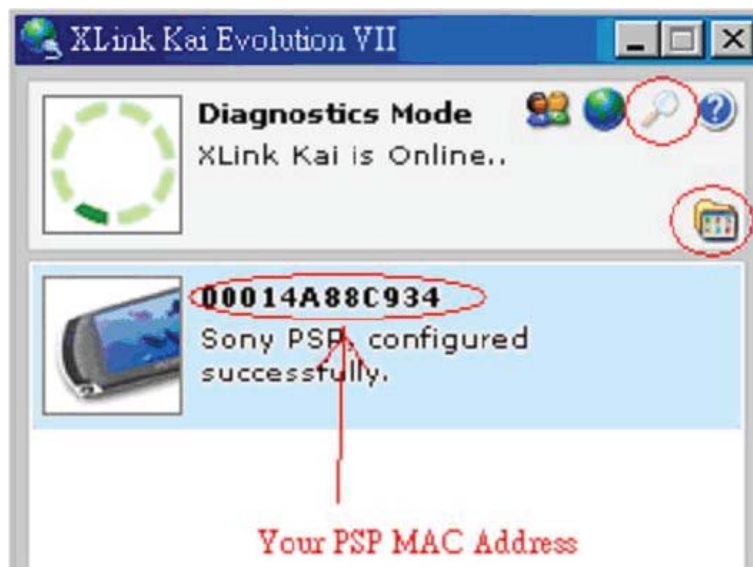 XLink Kai Evolution VII
Diagnostics Mode
XLink Kai is Online..
00014A88C934
Sony PSP, configured
successfully.
Your PSP MAC Address